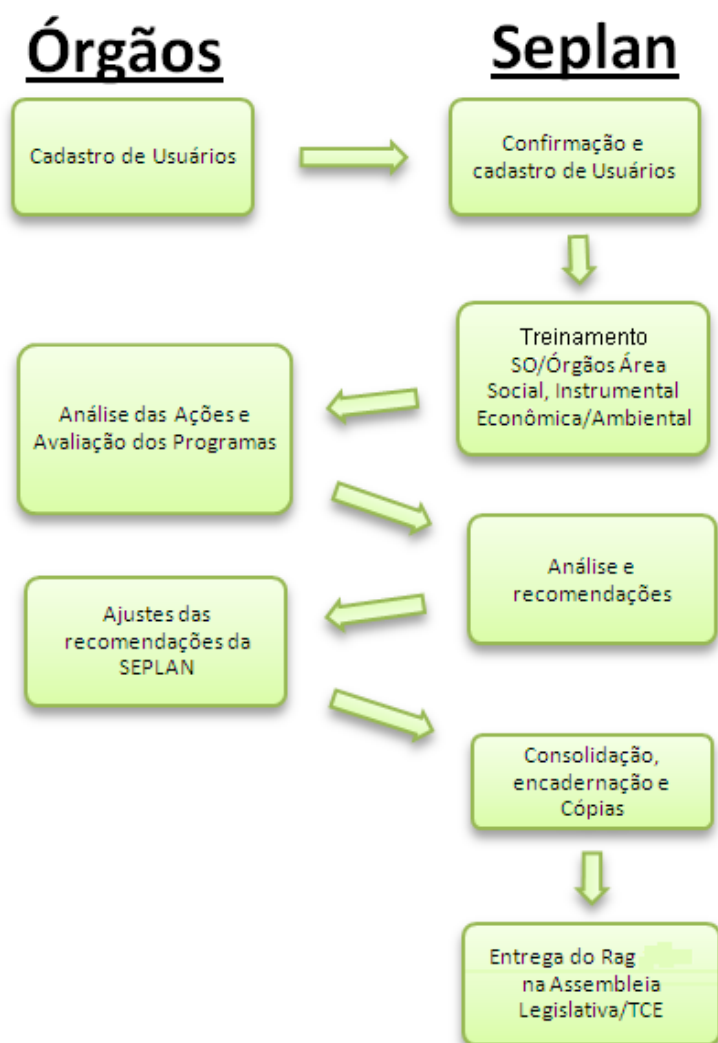 Órgãos
Seplan
Cadastro de Usuários
Confirmação e
cadastro de Usuários
Treinamento
SO/Órgãos Área
Social, Instrumental
Econômica/Ambiental
Análise das Ações e
Avaliação dos Programas
Análise e
recomendações
Ajustes das
recomendações da
SEPLAN
Consolidação,
encadernação e
Cópias
Entrega do Rag
na Assembleia
Legislativa/TCE